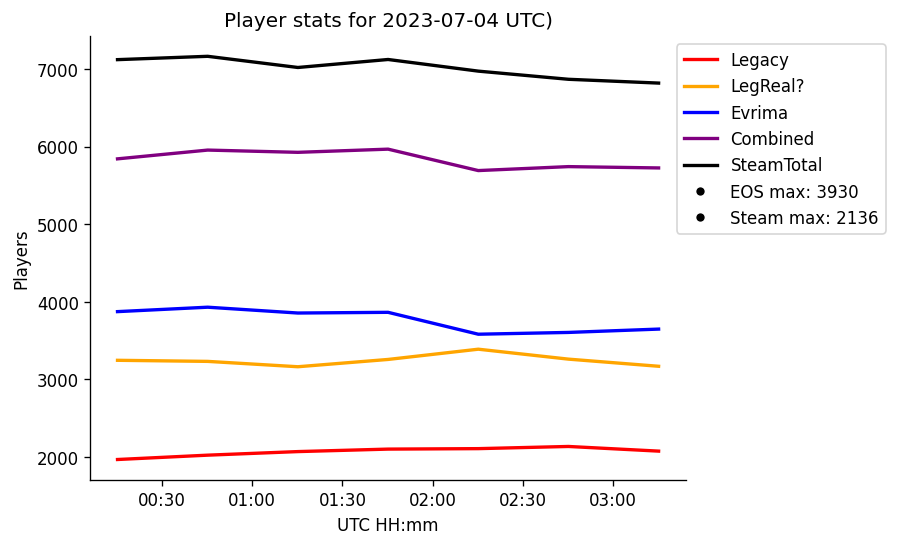 Player stats for 2023-07-04 UTC)
7000
6000
5000
4000
3000
2000
Players
00:30 01:00 01:30 02:00 02:30 03:00
UTC HH:mm
Legacy
LegReal?
Evrima
Combined
SteamTotal
EOS max: 3930
Steam max: 2136